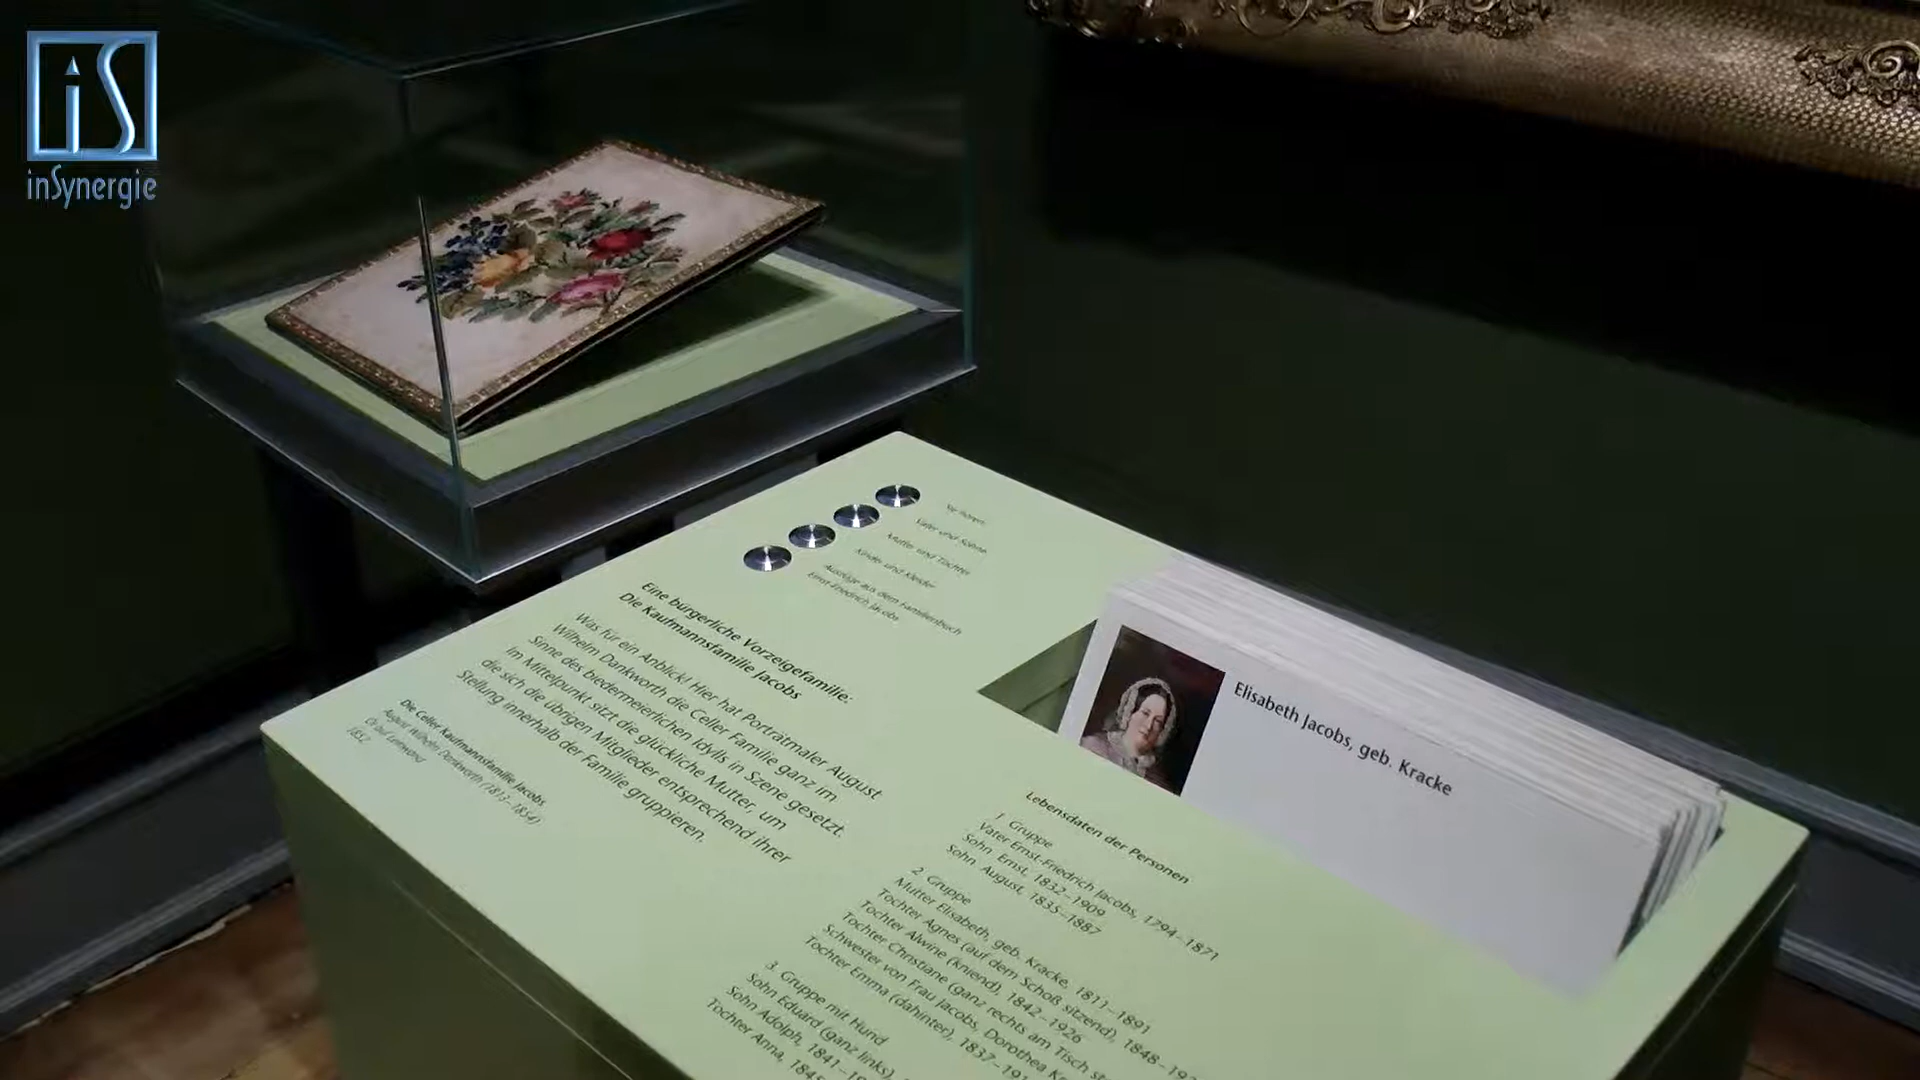 iS
inSynergie
Sie hören:
Vater und Söhne
Mutter und Töchter
Kinder und Kleider
Auszüge aus dem Familienbuch
Ernst-Friedrich Jacobs
Eine bürgerliche Vorzeigefamilie:
Die Kaufmannsfamilie Jacobs
Was für ein Anblick! Hier hat Porträtmaler August
Wilhelm Dankworth die Celler Familie ganz im
Sinne des biedermeierlichen Idylls in Szene gesetzt.
Im Mittelpunkt sitzt die glückliche Mutter, um
die sich die übrigen Mitglieder entsprechend ihrer
Stellung innerhalb der Familie gruppieren.
Die Celler Kaufmannsfamilie Jacobs
August Wilhelm Dankworth (1813–1854)
Öl auf Leinwand
1852
Elisabeth Jacobs, geb. Kracke
Lebensdaten der Personen
1. Gruppe
Vater Ernst-Friedrich Jacobs, 1794–1871
Sohn Ernst, 1832–1909
Sohn August, 1835–1887
2. Gruppe
Mutter Elisabeth, geb. Kracke, 1811–1891
Tochter Agnes (auf dem Schoß sitzend), 1848–19
Tochter Alwine (kniend), 1842–1926
Tochter Christiane (ganz rechts am Tisch
Schwester von Frau Jacobs, Dorothea
Tochter Emma (dahinter), 1837–191
3. Gruppe mit Hund
Sohn Eduard (ganz links),
Sohn Adolph, 1841–19
Tochter Anna, 184